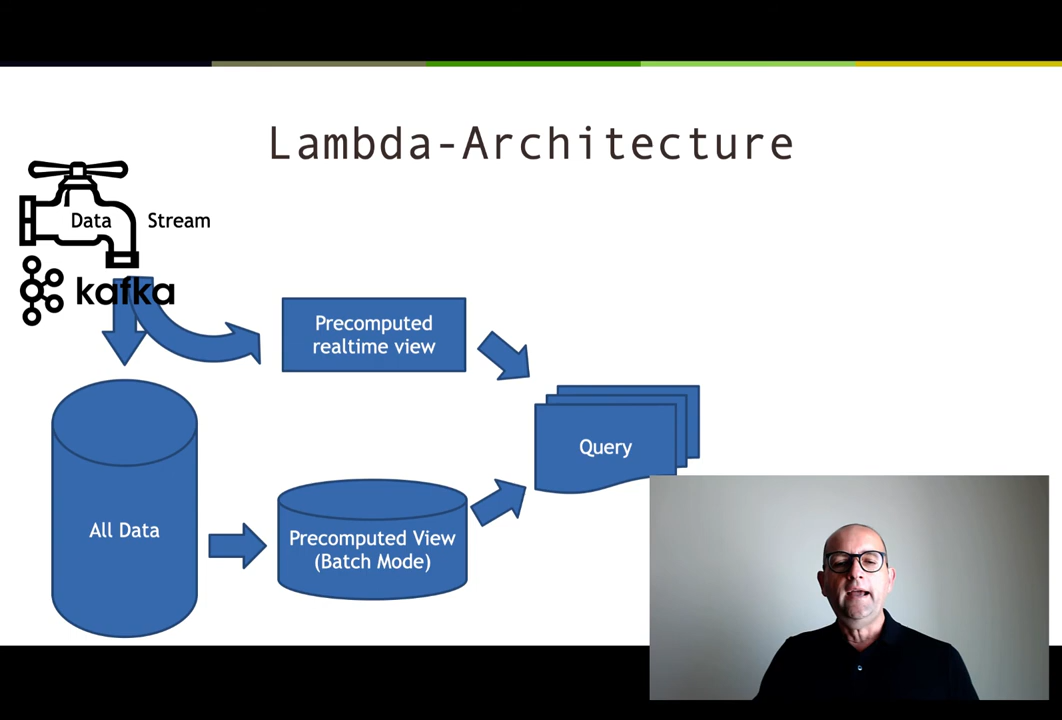 Lambda-Architecture
Data Stream
kafka
Precomputed
realtime view
Query
All Data
Precomputed View
(Batch Mode)